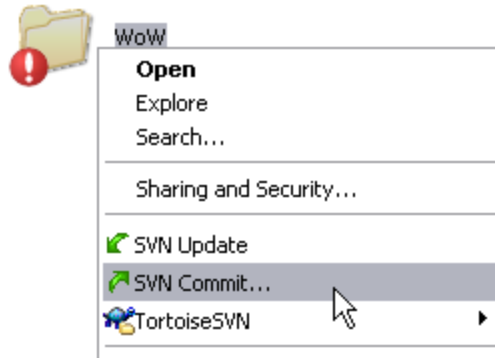 WoW
Open
Explore
Search...
Sharing and Security...
SVN Update
SVN Commit...
TortoiseSVN